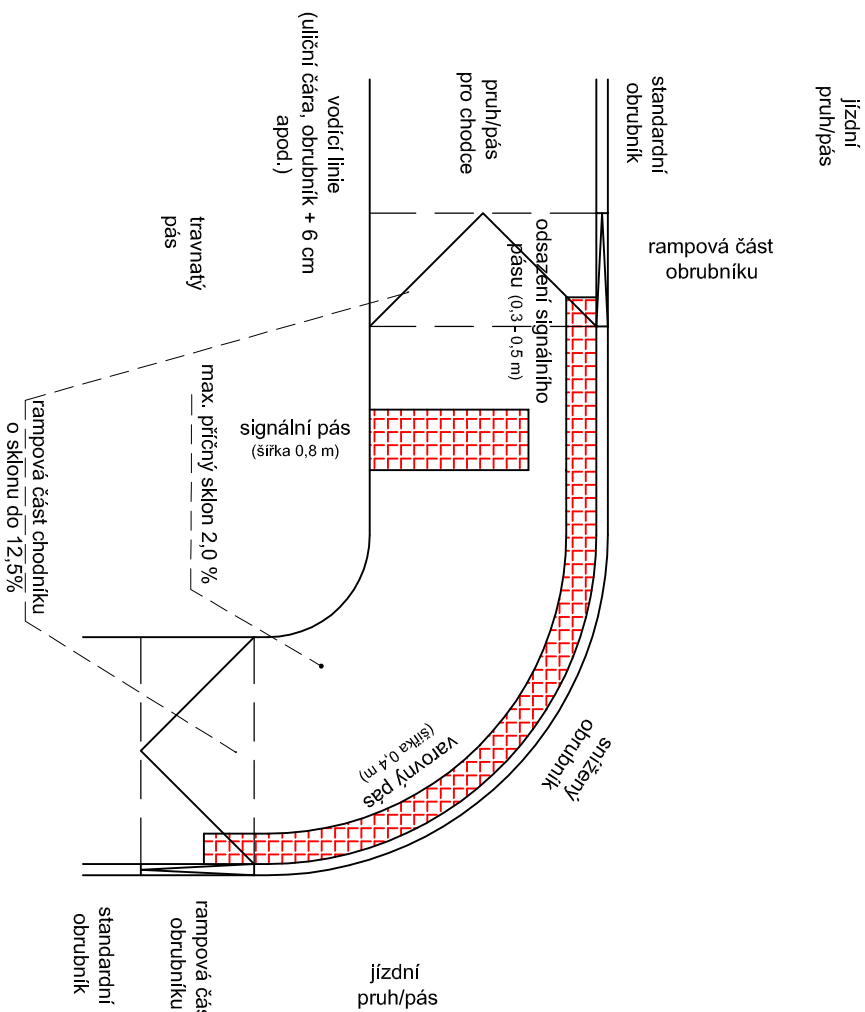 jízdní
pruh/pás
standardní
obrubník
pruh/pás
pro chodce
vodící linie
(uliční čára, obrubník + 6 cm
apod.)
rampová část
obrubníku
odsazení signálního
pásu (0,3 - 0,5 m)
travnatý
pás
signální pás
(šířka 0,8 m)
max. příčný sklon 2,0 %
rampová část chodníku
o sklonu do 12,5%
snížený
obrubník
varovný pás
(šířka 0,4 m)
rampová čás
obrubníku
standardní
obrubník
jízdní
pruh/pás